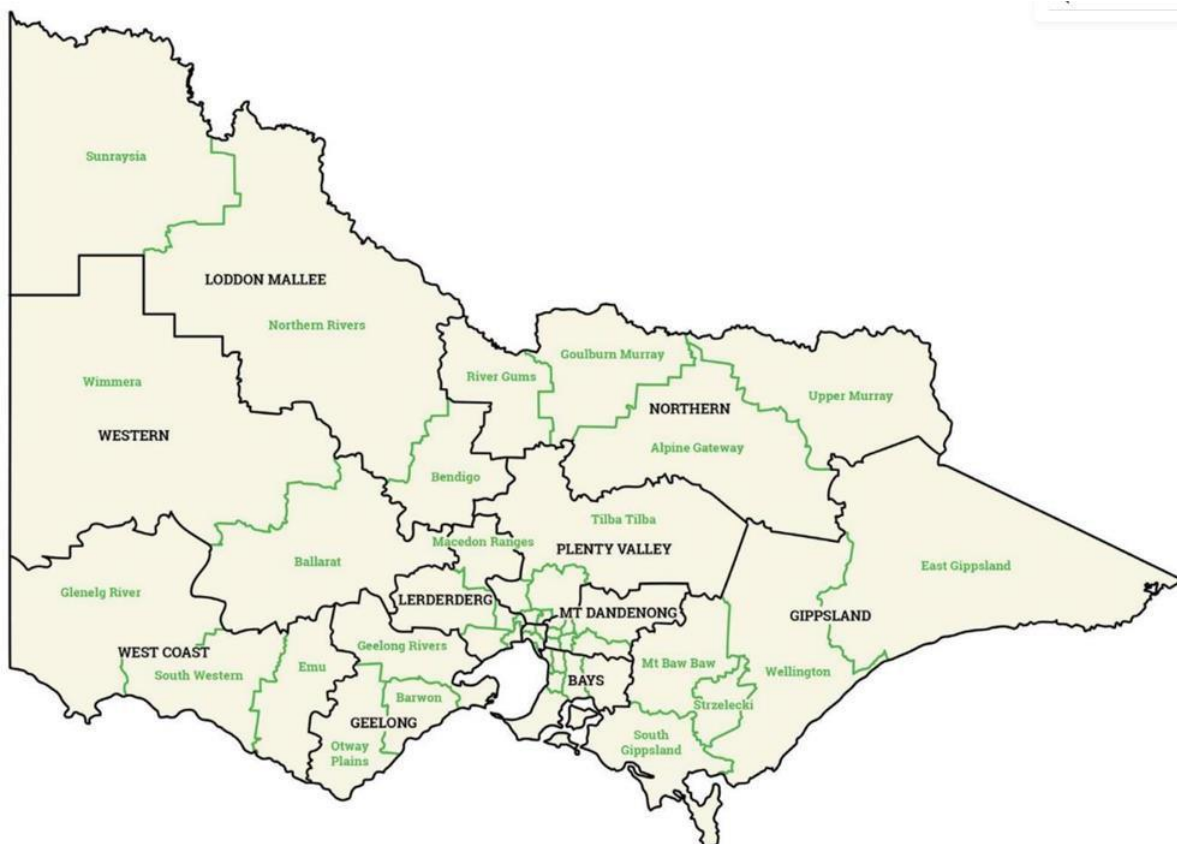 Sunraysia
LODDON MALLEE
Northern Rivers
Goulburn Murray
River Gums
Wimmera
Upper Murray
NORTHERN
WESTERN
Alpine Gateway
Bendigo
Tilba Tilba
Macedon Ranges
PLENTY VALLEY
Ballarat
East Gippsland
Glenelg River
LERDERDERG
MT DANDENONG
GIPPSLAND
Geelong Rivers
WEST COAST
Mt Baw Baw
Emu
South Western
Wellington
BAYS
Barwon
Strzelecki
GEELONG
South
Gippsland
Otway
Plains